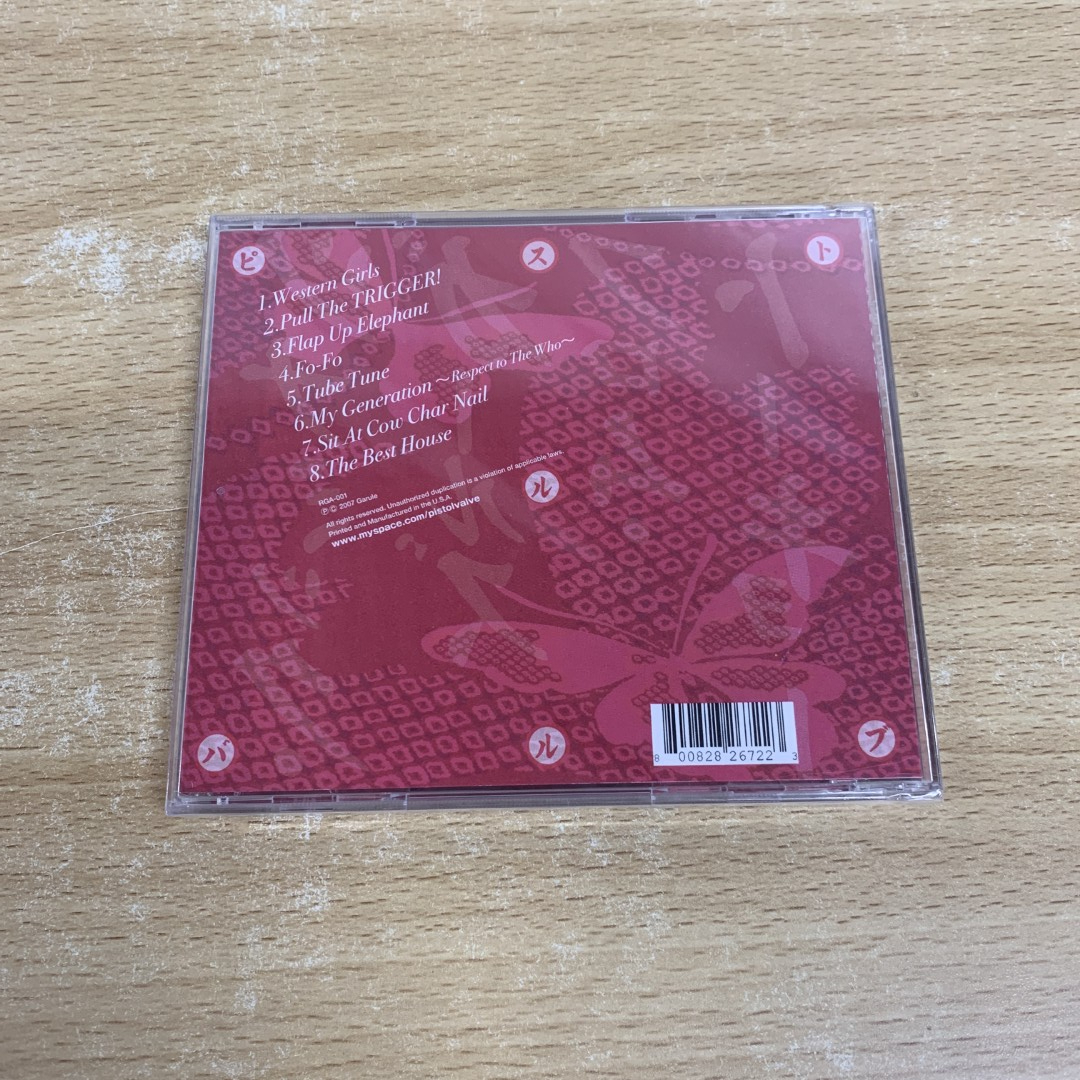 ピ ス ト
1.Western Girls
2.Pull The TRIGGER!
3.Flap Up Elephant
4.Fo-Fo
5.Tube Tune
6.My Generation ～Respect to The Who～
7.Sit At Cow Char Nail
8.The Best House
ル
RGA-001
Ⓟ© 2007 Garule
All rights reserved. Unauthorized duplication is a violation of applicable laws.
Printed and Manufactured in the U.S.A.
www.myspace.com/pistolvalve
バ ル ブ
8 00828 26722 3